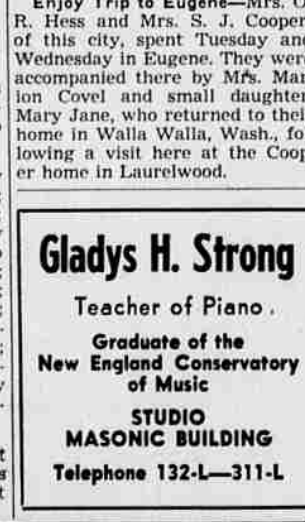 Enjoy Trip to Eugene—Mrs. O.
R. Hess and Mrs. S. J. Cooper,
of this city, spent Tuesday and
Wednesday in Eugene. They were
accompanied there by Mrs. Mar
ion Covel and small daughter
Mary Jane, who returned to their
home in Walla Walla, Wash., fol
lowing a visit here at the Coop
er home in Laurelwood.
Gladys H. Strong
Teacher of Piano.
Graduate of the
New England Conservatory
of Music
STUDIO
MASONIC BUILDING
Telephone 132-L—311-L